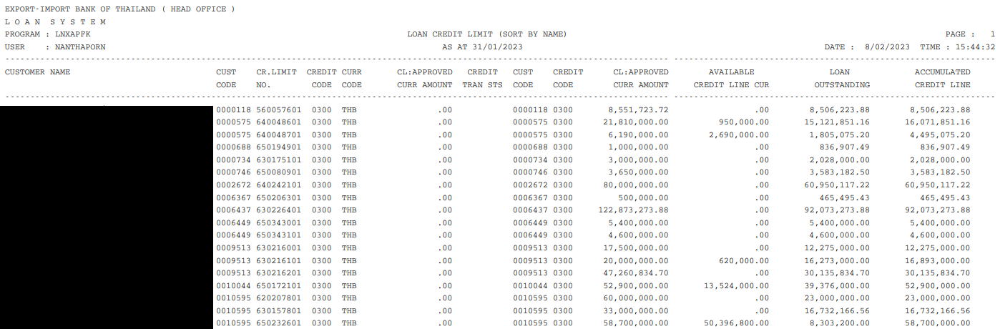 EXPORT-IMPORT BANK OF THAILAND ( HEAD OFFICE )
L O A N  S Y S T E M
PROGRAM : LNXAPFK LOAN CREDIT LIMIT (SORT BY NAME) PAGE : 1
USER : NANTHAPORN AS AT 31/01/2023 DATE : 8/02/2023 TIME : 15:44:32
CUSTOMER NAME CUST CR.LIMIT CREDIT CURR CL:APPROVED CREDIT CUST CREDIT CL:APPROVED AVAILABLE LOAN ACCUMULATED
CODE NO. CODE CODE CURR AMOUNT TRAN STS CODE CODE CURR AMOUNT CREDIT LINE CUR OUTSTANDING CREDIT LINE
0000118 560057601 0300 THB .00 0000118 0300 8,551,723.72 .00 8,506,223.88 8,506,223.88
0000575 640048601 0300 THB .00 0000575 0300 21,810,000.00 950,000.00 15,121,851.16 16,071,851.16
0000575 640048701 0300 THB .00 0000575 0300 6,190,000.00 2,690,000.00 1,805,075.20 4,495,075.20
0000688 650194901 0300 THB .00 0000688 0300 1,000,000.00 .00 836,907.49 836,907.49
0000734 630175101 0300 THB .00 0000734 0300 3,000,000.00 .00 2,028,000.00 2,028,000.00
0000746 650080901 0300 THB .00 0000746 0300 3,650,000.00 .00 3,583,182.50 3,583,182.50
0002672 640242101 0300 THB .00 0002672 0300 80,000,000.00 .00 60,950,117.22 60,950,117.22
0006367 650206301 0300 THB .00 0006367 0300 500,000.00 .00 465,495.43 465,495.43
0006437 630226401 0300 THB .00 0006437 0300 122,873,273.88 .00 92,073,273.88 92,073,273.88
0006449 650343001 0300 THB .00 0006449 0300 5,400,000.00 .00 5,400,000.00 5,400,000.00
0006449 650343101 0300 THB .00 0006449 0300 4,600,000.00 .00 4,600,000.00 4,600,000.00
0009513 630216001 0300 THB .00 0009513 0300 17,500,000.00 .00 12,275,000.00 12,275,000.00
0009513 630216101 0300 THB .00 0009513 0300 20,000,000.00 620,000.00 16,273,000.00 16,893,000.00
0009513 630216201 0300 THB .00 0009513 0300 47,260,834.70 .00 30,135,834.70 30,135,834.70
0010044 650172101 0300 THB .00 0010044 0300 52,900,000.00 13,524,000.00 39,376,000.00 52,900,000.00
0010595 620207801 0300 THB .00 0010595 0300 60,000,000.00 .00 23,000,000.00 23,000,000.00
0010595 630157801 0300 THB .00 0010595 0300 33,000,000.00 .00 16,732,166.56 16,732,166.56
0010595 650232601 0300 THB .00 0010595 0300 58,700,000.00 50,396,800.00 8,303,200.00 58,700,000.00